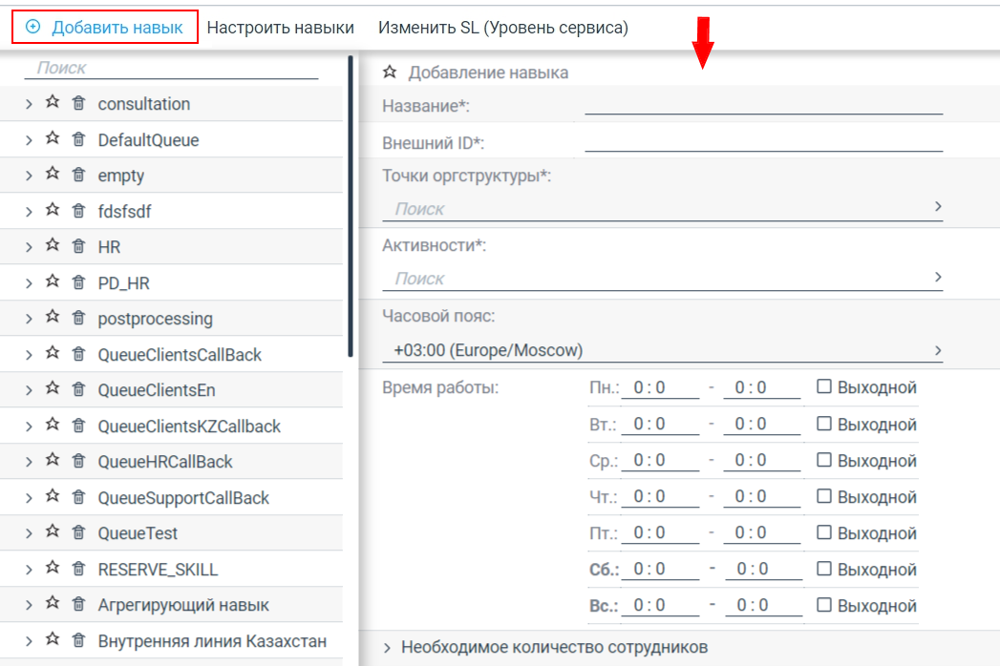 Добавить навык Настроить навыки Изменить SL (Уровень сервиса)
Поиск
consultation
DefaultQueue
empty
fdsfsdf
HR
PD_HR
postprocessing
QueueClientsCallBack
QueueClientsEn
QueueClientsKZCallback
QueueHRCallBack
QueueSupportCallBack
QueueTest
RESERVE_SKILL
Агрегирующий навык
Внутренняя линия Казахстан
Добавление навыка
Название*:
Внешний ID*:
Точки оргструктуры*:
Поиск
Активности*:
Поиск
Часовой пояс:
+03:00 (Europe/Moscow)
Время работы: Пн.: 0 : 0 - 0 : 0 Выходной
Вт.: 0 : 0 - 0 : 0 Выходной
Ср.: 0 : 0 - 0 : 0 Выходной
Чт.: 0 : 0 - 0 : 0 Выходной
Пт.: 0 : 0 - 0 : 0 Выходной
Сб.: 0 : 0 - 0 : 0 Выходной
Вс.: 0 : 0 - 0 : 0 Выходной
Необходимое количество сотрудников